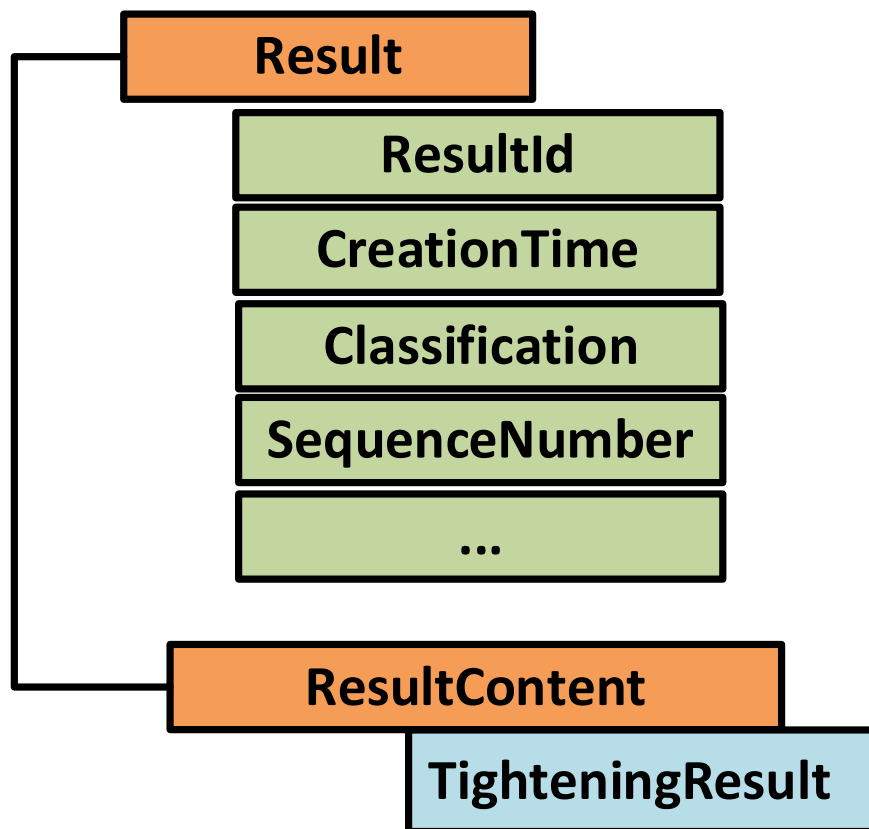 Result
ResultId
CreationTime
Classification
SequenceNumber
...
ResultContent
TighteningResult